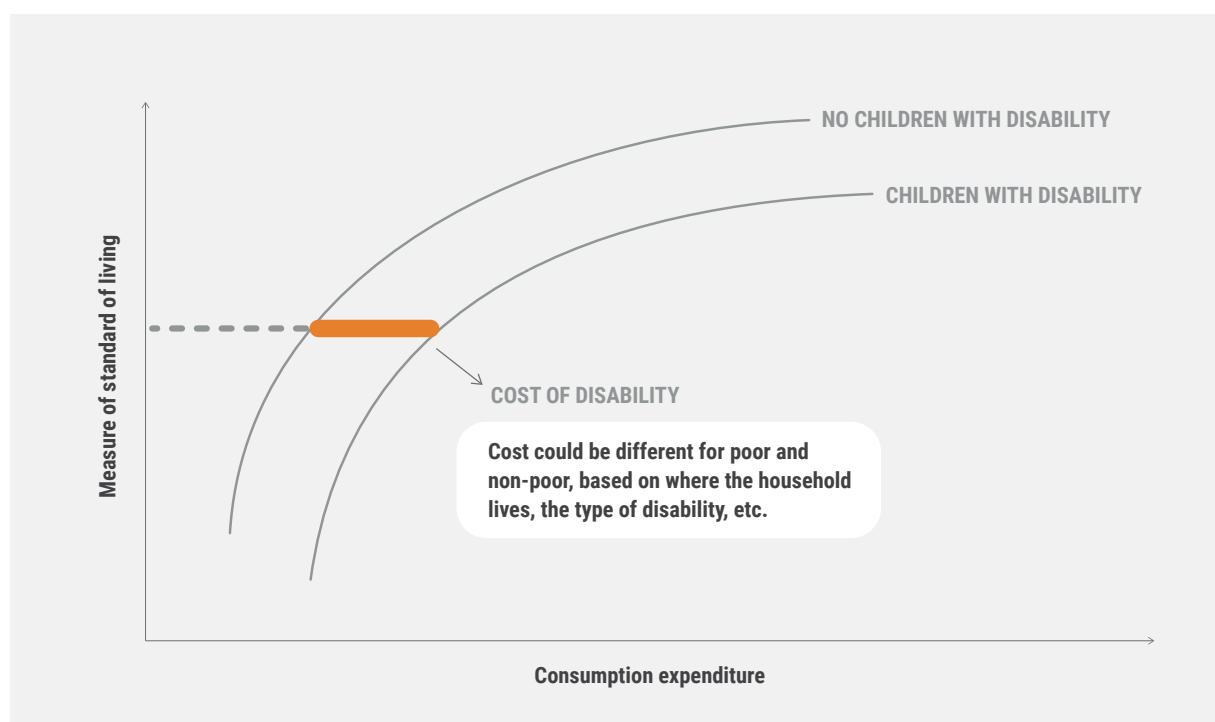 NO CHILDREN WITH DISABILITY
CHILDREN WITH DISABILITY
Measure of standard of living
COST OF DISABILITY
Cost could be different for poor and
non-poor, based on where the household
lives, the type of disability, etc.
Consumption expenditure